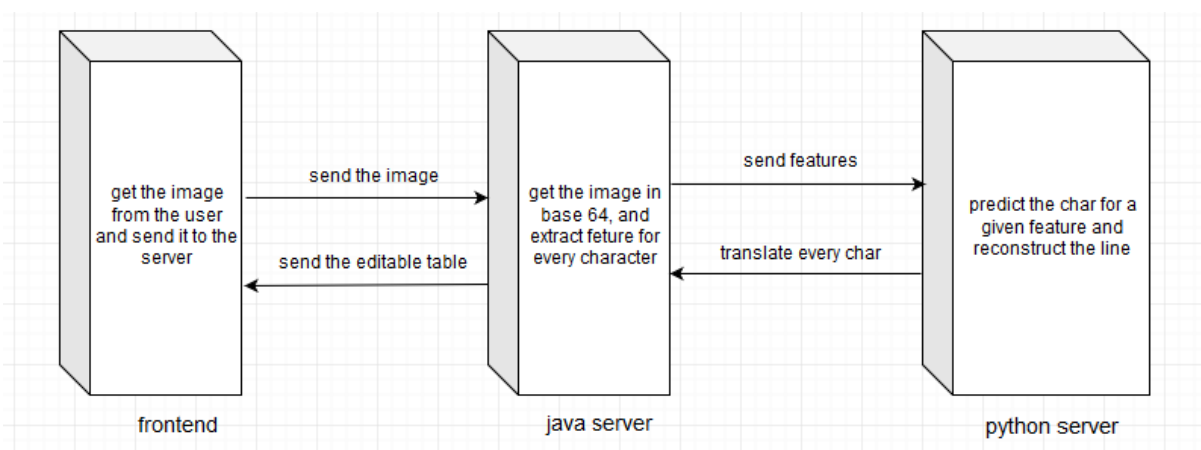 get the image
from the user
and send it to the
server
send the image
send the editable table
get the image in
base 64, and
extract feture for
every character
send features
translate every char
predict the char for a
given feature and
reconstruct the line
frontend
java server
python server